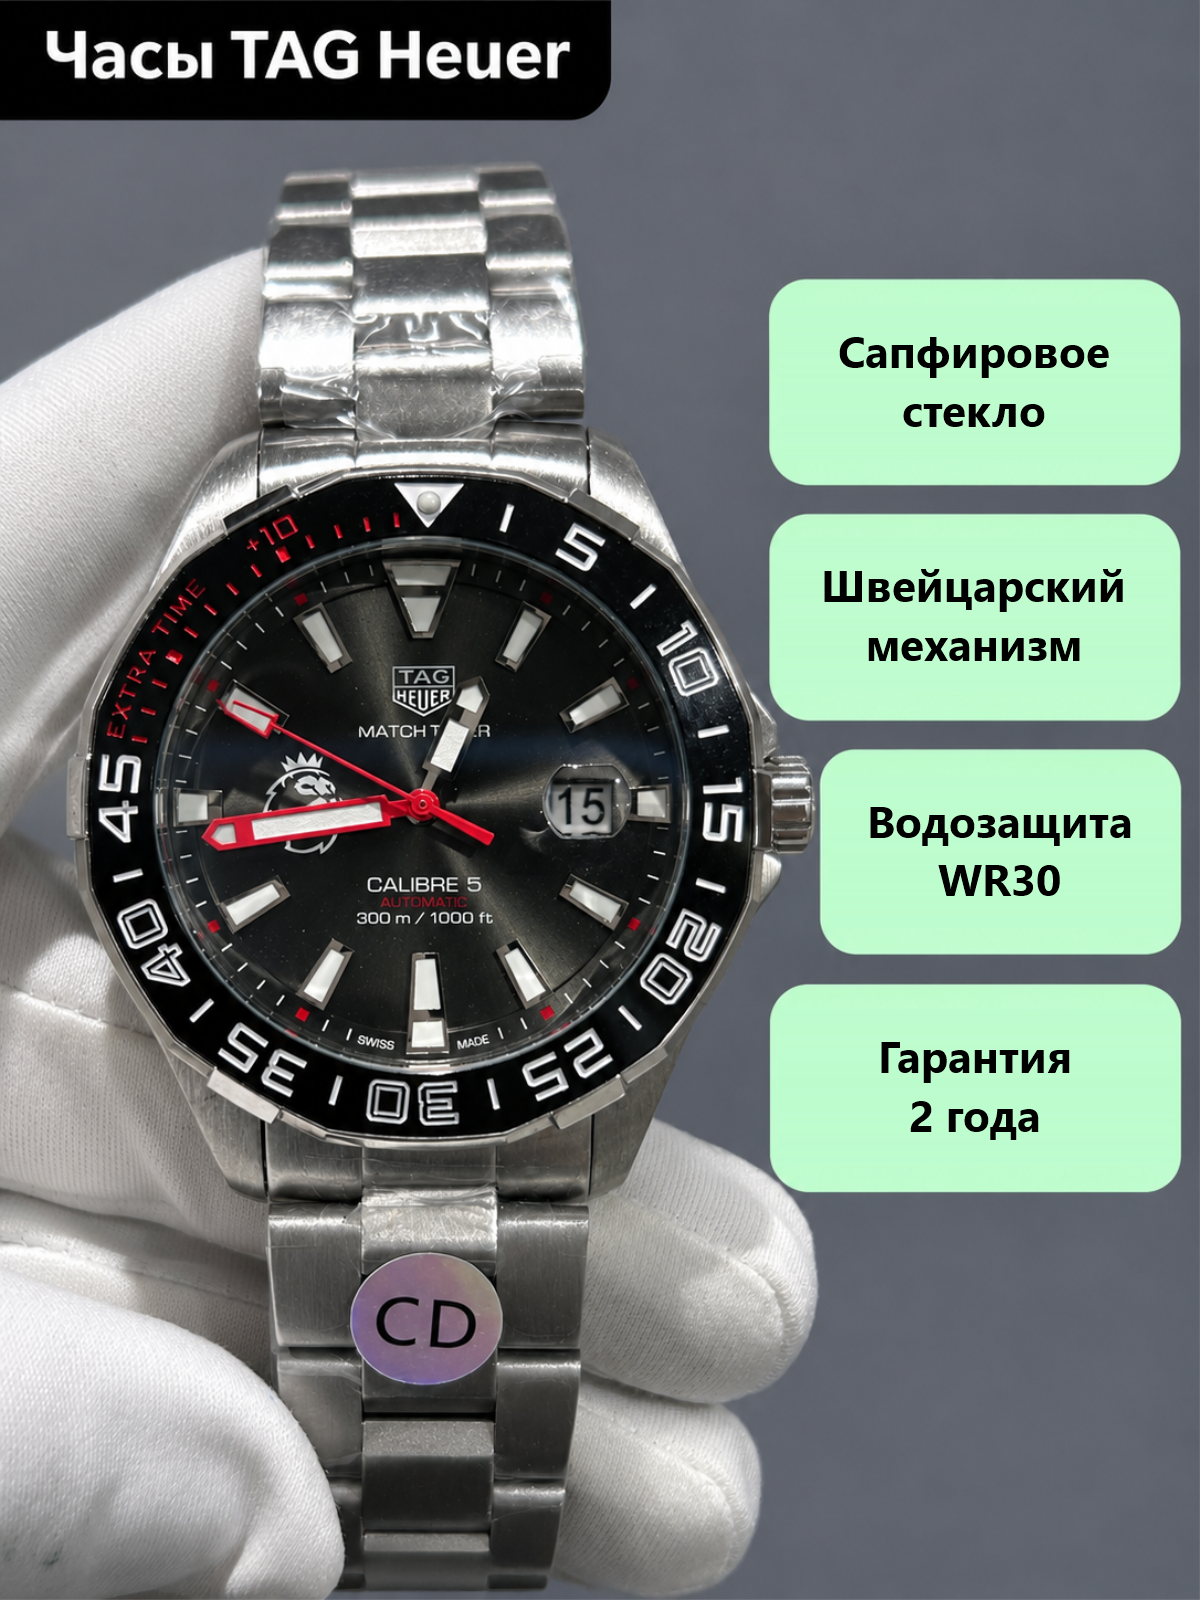 Часы TAG Heuer
Сапфировое
стекло
Швейцарский
механизм
Водозащита
WR30
Гарантия
2 года
+10
EXTRA TIME
5
10
15
20
25
30
35
40
45
TAG
HEUER
MATCH
15
CALIBRE 5
AUTOMATIC
300 m / 1000 ft
SWISS
MADE
CD